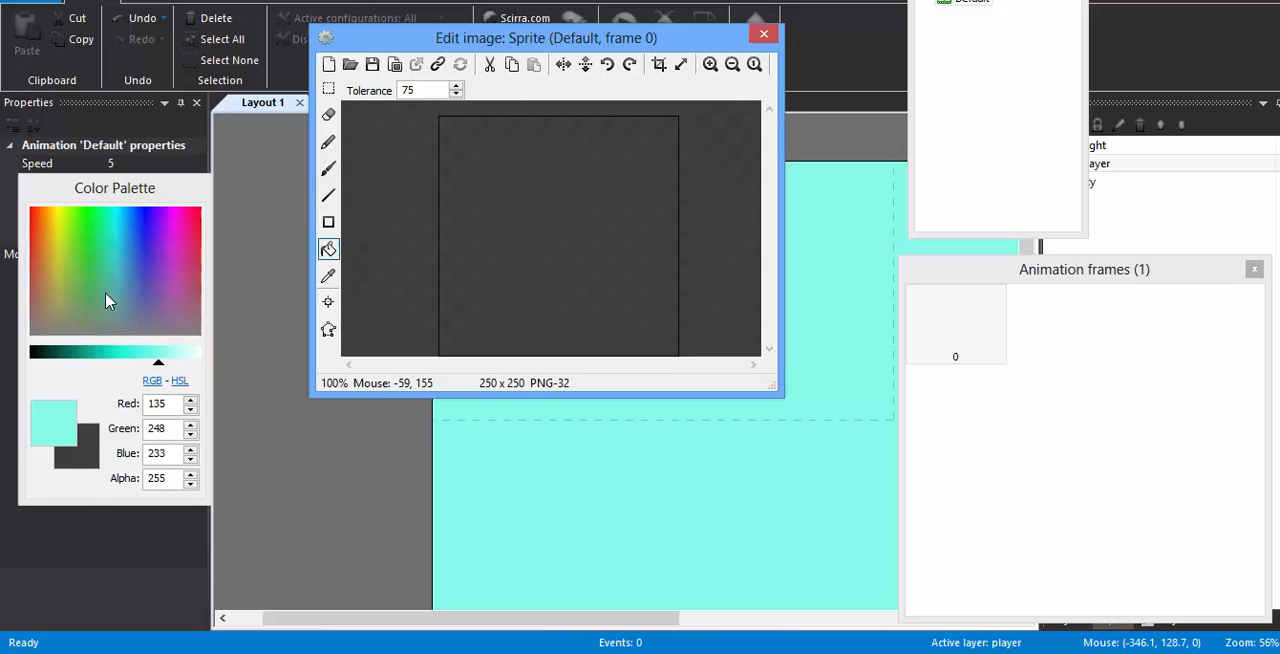 Cut
Undo
Delete
Active configurations: All
Scirra.com
Default
Paste
Copy
Redo
Select All
Select None
Clipboard
Undo
Selection
Edit image: Sprite (Default, frame 0)
Tolerance 75
Properties
Layout 1
Animation 'Default' properties
Speed 5
Color Palette
RGB - HSL
Red: 135
Green: 248
Blue: 233
Alpha: 255
100% Mouse: -59, 155 250 x 250 PNG-32
Animation frames (1)
0
Ready
Events: 0
Active layer: player
Mouse: (-346.1, 128.7, 0)
Zoom: 56%